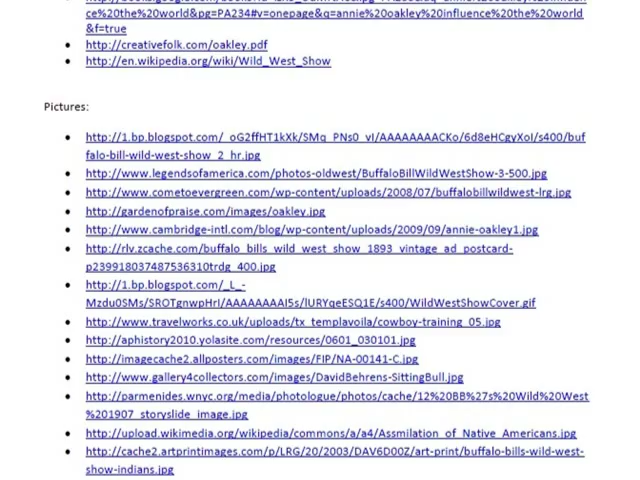 ce%20the%20world&pg=PA234#v=onepage&q=annie%20oakley%20influence%20the%20world
&f=true
http://creativefolk.com/oakley.pdf
http://en.wikipedia.org/wiki/Wild_West_Show
Pictures:
http://1.bp.blogspot.com/_oG2ffHT1kXk/SMq_PNs0_vI/AAAAAAAACKo/6d8eHCgyXoI/s400/buf
falo-bill-wild-west-show_2_hr.jpg
http://www.legendsofamerica.com/photos-oldwest/BuffaloBillWildWestShow-3-500.jpg
http://www.cometoevergreen.com/wp-content/uploads/2008/07/buffalobillwildwest-lrg.jpg
http://gardenofpraise.com/images/oakley.jpg
http://www.cambridge-intl.com/blog/wp-content/uploads/2009/09/annie-oakley1.jpg
http://rlv.zcache.com/buffalo_bills_wild_west_show_1893_vintage_ad_postcard-
p239918037487536310trdg_400.jpg
http://1.bp.blogspot.com/_L_-
Mzdu0SMs/SROTgnwpHrI/AAAAAAAAAI5s/lURYqeESQ1E/s400/WildWestShowCover.gif
http://www.travelworks.co.uk/uploads/tx_templavoila/cowboy-training_05.jpg
http://aphistory2010.yolasite.com/resources/0601_030101.jpg
http://imagecache2.allposters.com/images/FIP/NA-00141-C.jpg
http://www.gallery4collectors.com/images/DavidBehrens-SittingBull.jpg
http://parmenides.wnyc.org/media/photologue/photos/cache/12%20BB%27s%20Wild%20West
%201907_storyslide_image.jpg
http://upload.wikimedia.org/wikipedia/commons/a/a4/Assmilation_of_Native_Americans.jpg
http://cache2.artprintimages.com/p/LRG/20/2003/DAV6D00Z/art-print/buffalo-bills-wild-west-
show-indians.jpg